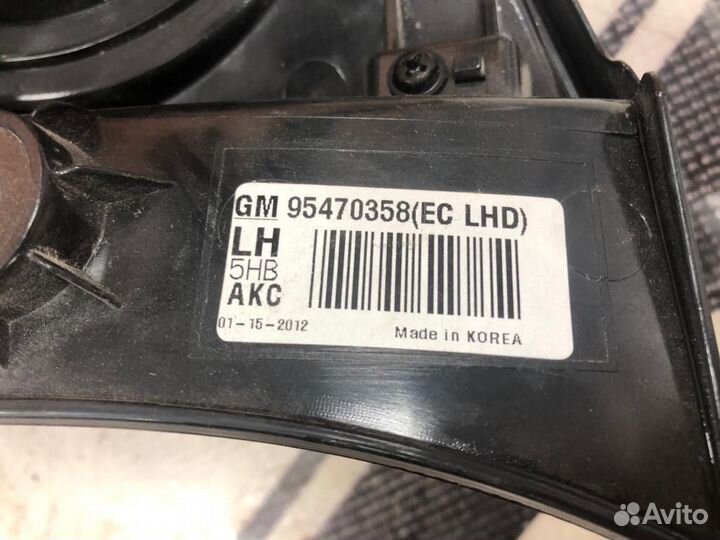 GM 95470358(EC LHD)
LH
5HB
AKC
01-15-2012
Made in KOREA
Avito